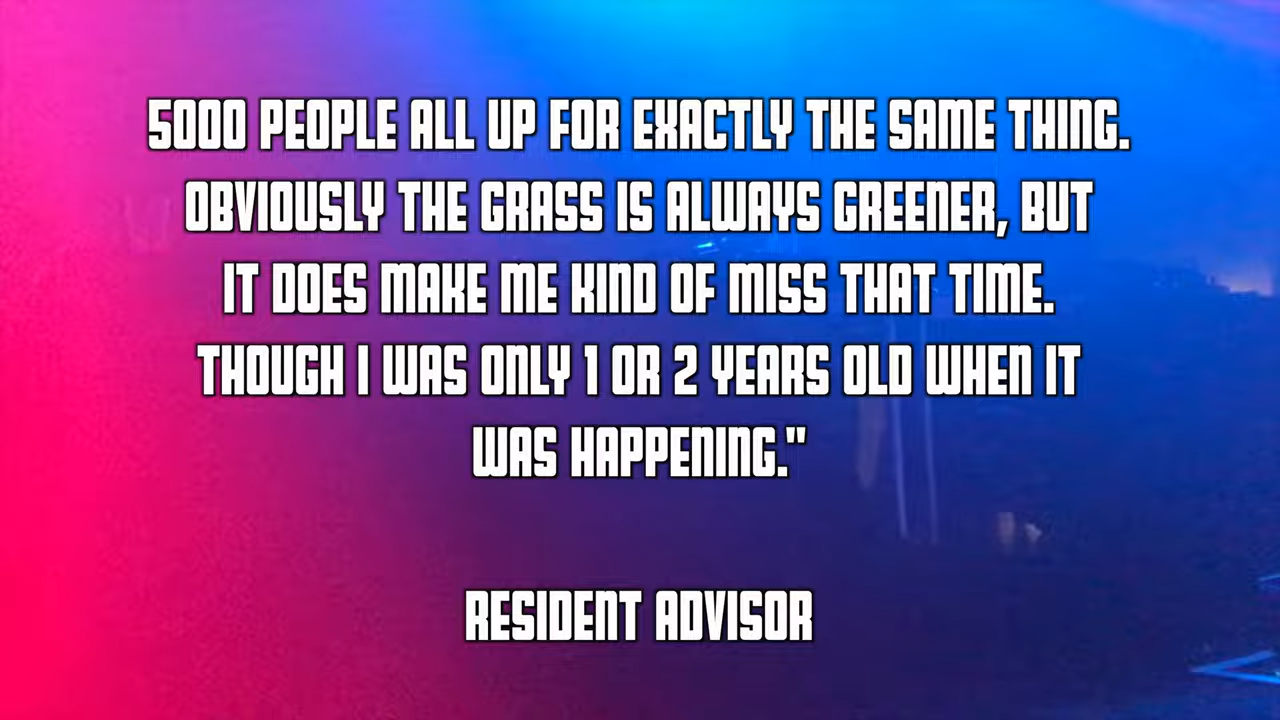 5000 PEOPLE ALL UP FOR EXACTLY THE SAME THING.
OBVIOUSLY THE GRASS IS ALWAYS GREENER, BUT
IT DOES MAKE ME KIND OF MISS THAT TIME.
THOUGH I WAS ONLY 1 OR 2 YEARS OLD WHEN IT
WAS HAPPENING."
RESIDENT ADVISOR